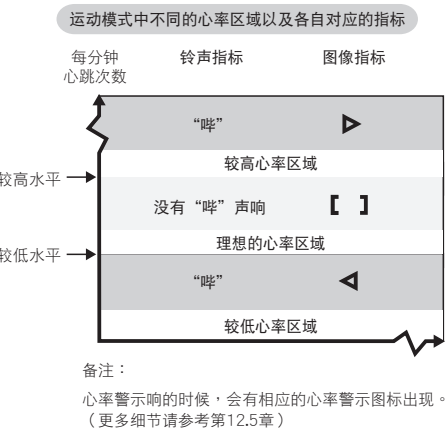 运动模式中不同的心率区域以及各自对应的指标
每分钟
心跳次数
铃声指标
图像指标
“哔”
较高心率区域
较高水平
没有“哔”声响
理想的心率区域
较低水平
“哔”
较低心率区域
备注：
心率警示响的时候，会有相应的心率警示图标出现。
（更多细节请参考第12.5章）